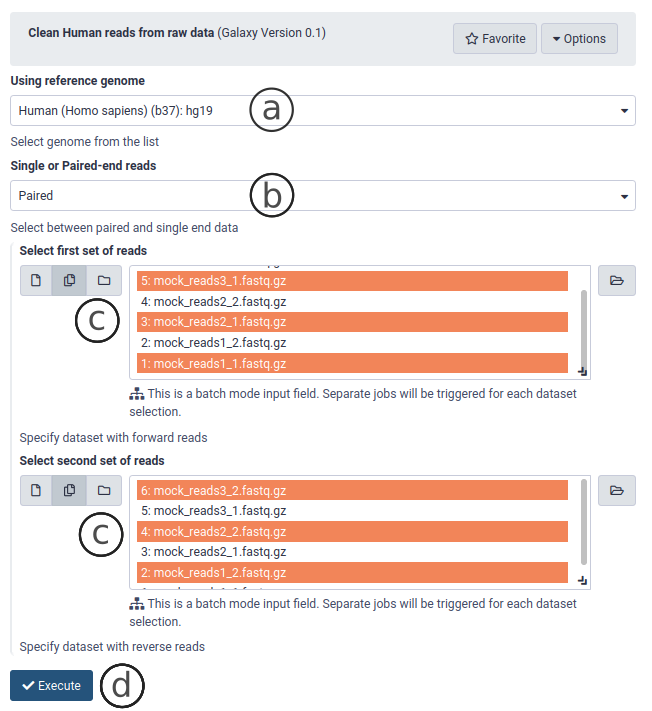 Clean Human reads from raw data (Galaxy Version 0.1)
Favorite
Options
Using reference genome
Human (Homo sapiens) (b37): hg19
a
Select genome from the list
Single or Paired-end reads
Paired
b
Select between paired and single end data
Select first set of reads
5: mock_reads3_1.fastq.gz
4: mock_reads2_2.fastq.gz
3: mock_reads2_1.fastq.gz
2: mock_reads1_2.fastq.gz
1: mock_reads1_1.fastq.gz
c
This is a batch mode input field. Separate jobs will be triggered for each dataset
selection.
Specify dataset with forward reads
Select second set of reads
6: mock_reads3_2.fastq.gz
5: mock_reads3_1.fastq.gz
4: mock_reads2_2.fastq.gz
3: mock_reads2_1.fastq.gz
2: mock_reads1_2.fastq.gz
c
This is a batch mode input field. Separate jobs will be triggered for each dataset
selection.
Specify dataset with reverse reads
Execute
d